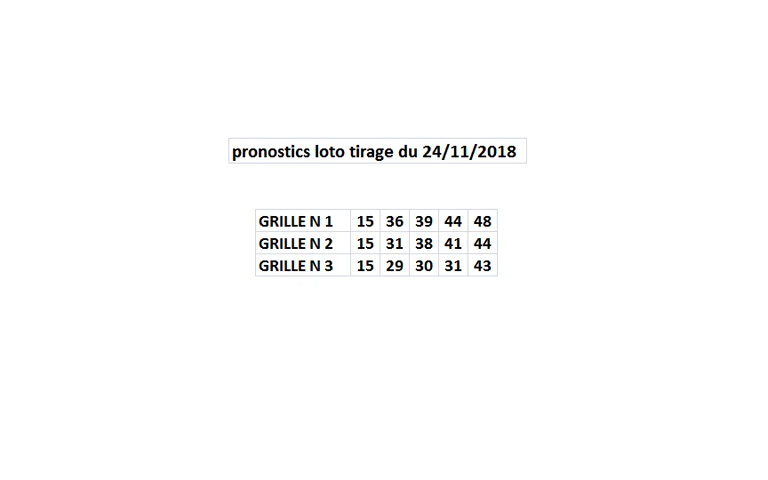 pronostics loto tirage du 24/11/2018
GRILLE N 1 15 36 39 44 48
GRILLE N 2 15 31 38 41 44
GRILLE N 3 15 29 30 31 43